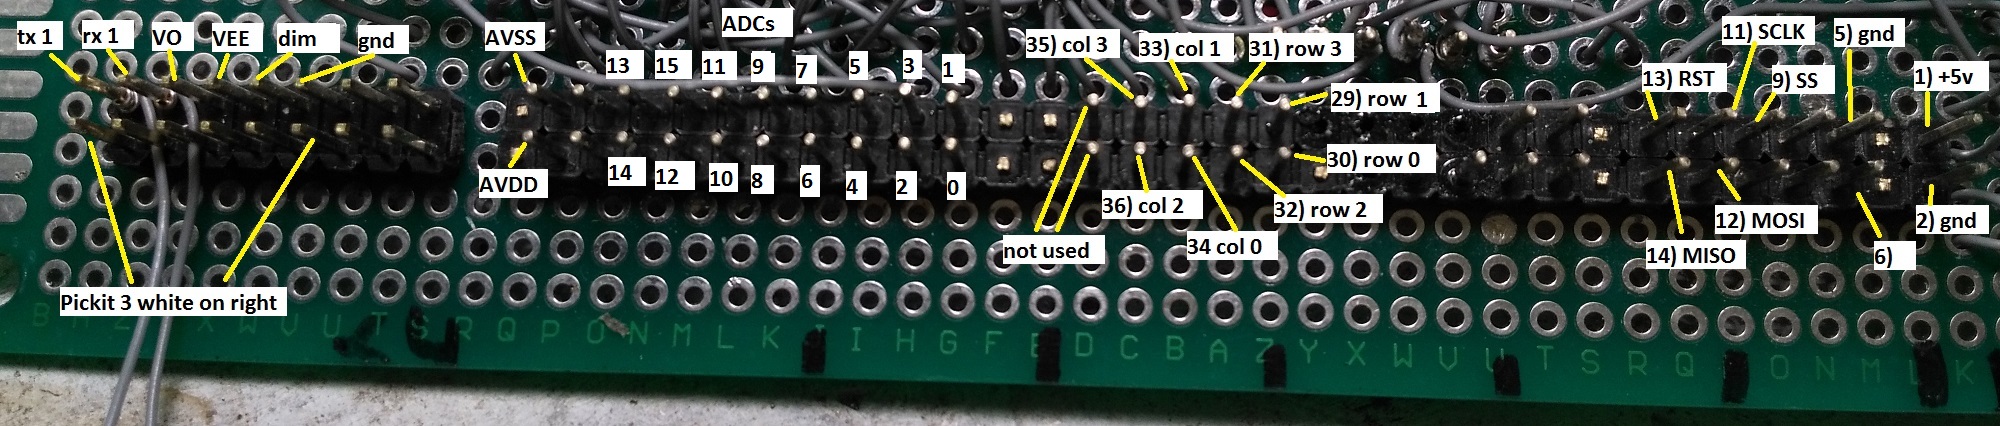 ADCs
tx 1
rx 1
VO
VEE
dim
gnd
AVSS
13
15
11
9
7
5
3
1
35) col 3
33) col 1
31) row 3
29) row 1
11) SCLK
5) gnd
13) RST
9) SS
1) +5v
AVDD
14
12
10
8
6
4
2
0
30) row 0
36) col 2
32) row 2
34 col 0
not used
12) MOSI
14) MISO
6)
2) gnd
Pickit 3 white on right
X W V U T S R Q P O N M L K I H G F E D C B A Z Y X W V U T S R Q O N M L K